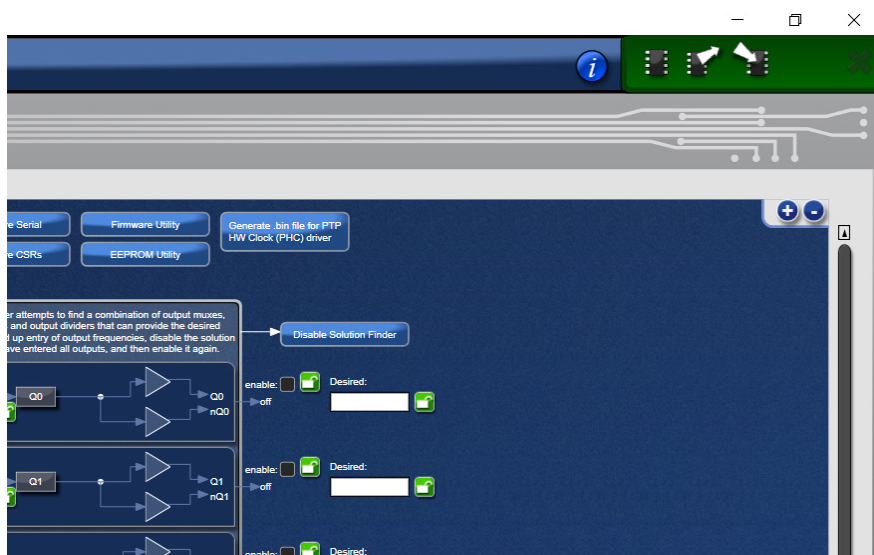 i
+ -
re Serial
Firmware Utility
Generate .bin file for PTP
HW Clock (PHC) driver
re CSRs
EEPROM Utility
er attempts to find a combination of output muxes,
and output dividers that can provide the desired
d up entry of output frequencies, disable the solution
ave entered all outputs, and then enable it again.
Disable Solution Finder
Q0
Q0
nQ0
enable:
off
Desired:
Q1
Q1
nQ1
enable:
off
Desired:
enable:
Desired: